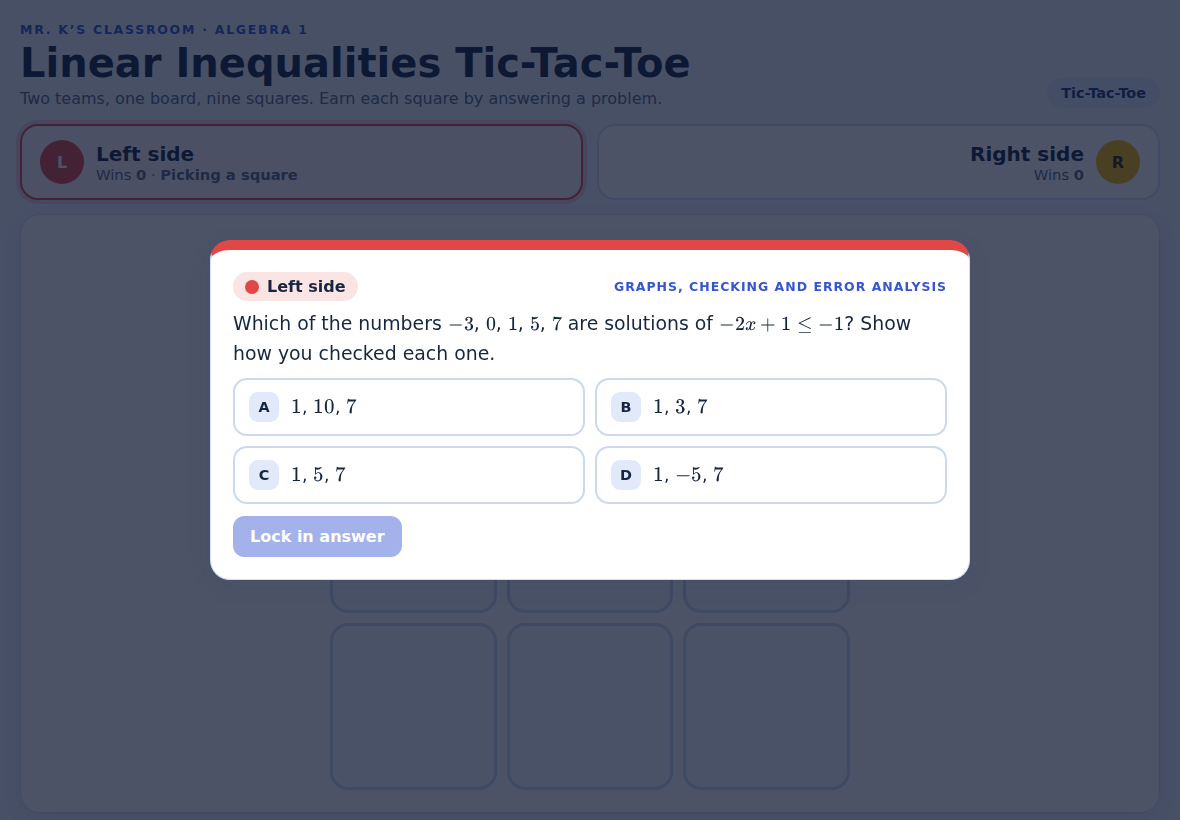 MR. K’S CLASSROOM · ALGEBRA 1
Linear Inequalities Tic-Tac-Toe
Two teams, one board, nine squares. Earn each square by answering a problem.
Tic-Tac-Toe
L
Left side
Wins 0 · Picking a square
Right side
Wins 0
R
Left side
GRAPHS, CHECKING AND ERROR ANALYSIS
Which of the numbers −3, 0, 1, 5, 7 are solutions of −2x + 1 ≤ −1? Show
how you checked each one.
A 1, 10, 7
B 1, 3, 7
C 1, 5, 7
D 1, −5, 7
Lock in answer